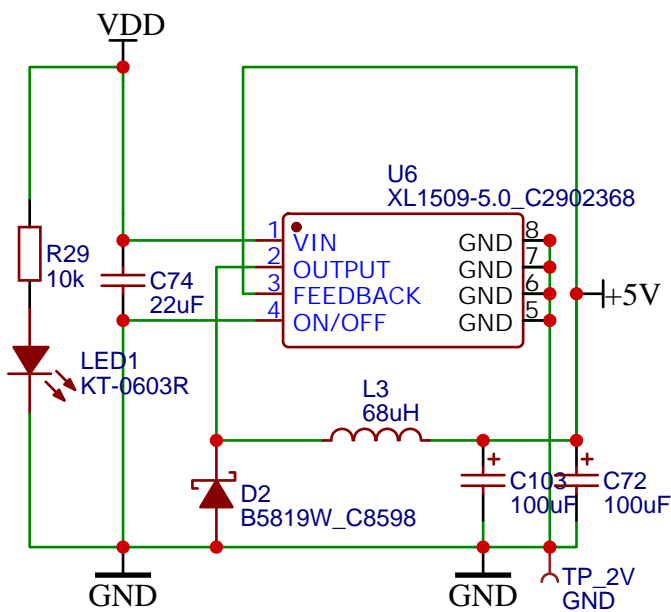 VDD
U6
XL1509-5.0_C2902368
1 VIN GND 8
2 OUTPUT GND 7
3 FEEDBACK GND 6
4 ON/OFF GND 5
+5V
R29
10k
C74
22uF
LED1
KT-0603R
L3
68uH
+ +
C103 C72
100uF 100uF
D2
B5819W_C8598
GND
GND
TP_2V
GND